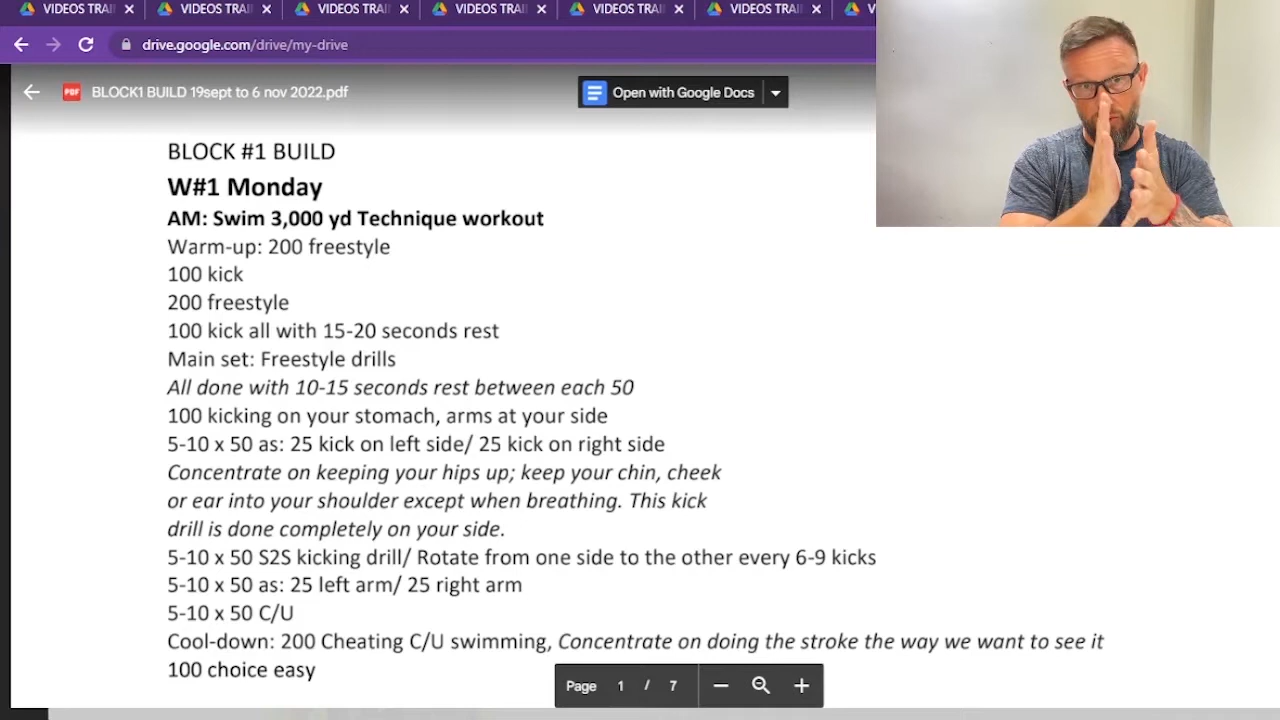 VIDEOS TRAI VIDEOS TRAI VIDEOS TRAI VIDEOS TRAI VIDEOS TRAI VIDEOS TRAI VIDEOS
drive.google.com/drive/my-drive
PDF BLOCK1 BUILD 19sept to 6 nov 2022.pdf Open with Google Docs
BLOCK #1 BUILD
W#1 Monday
AM: Swim 3,000 yd Technique workout
Warm-up: 200 freestyle
100 kick
200 freestyle
100 kick all with 15-20 seconds rest
Main set: Freestyle drills
All done with 10-15 seconds rest between each 50
100 kicking on your stomach, arms at your side
5-10 x 50 as: 25 kick on left side/ 25 kick on right side
Concentrate on keeping your hips up; keep your chin, cheek
or ear into your shoulder except when breathing. This kick
drill is done completely on your side.
5-10 x 50 S2S kicking drill/ Rotate from one side to the other every 6-9 kicks
5-10 x 50 as: 25 left arm/ 25 right arm
5-10 x 50 C/U
Cool-down: 200 Cheating C/U swimming, Concentrate on doing the stroke the way we want to see it
100 choice easy
Page 1 / 7